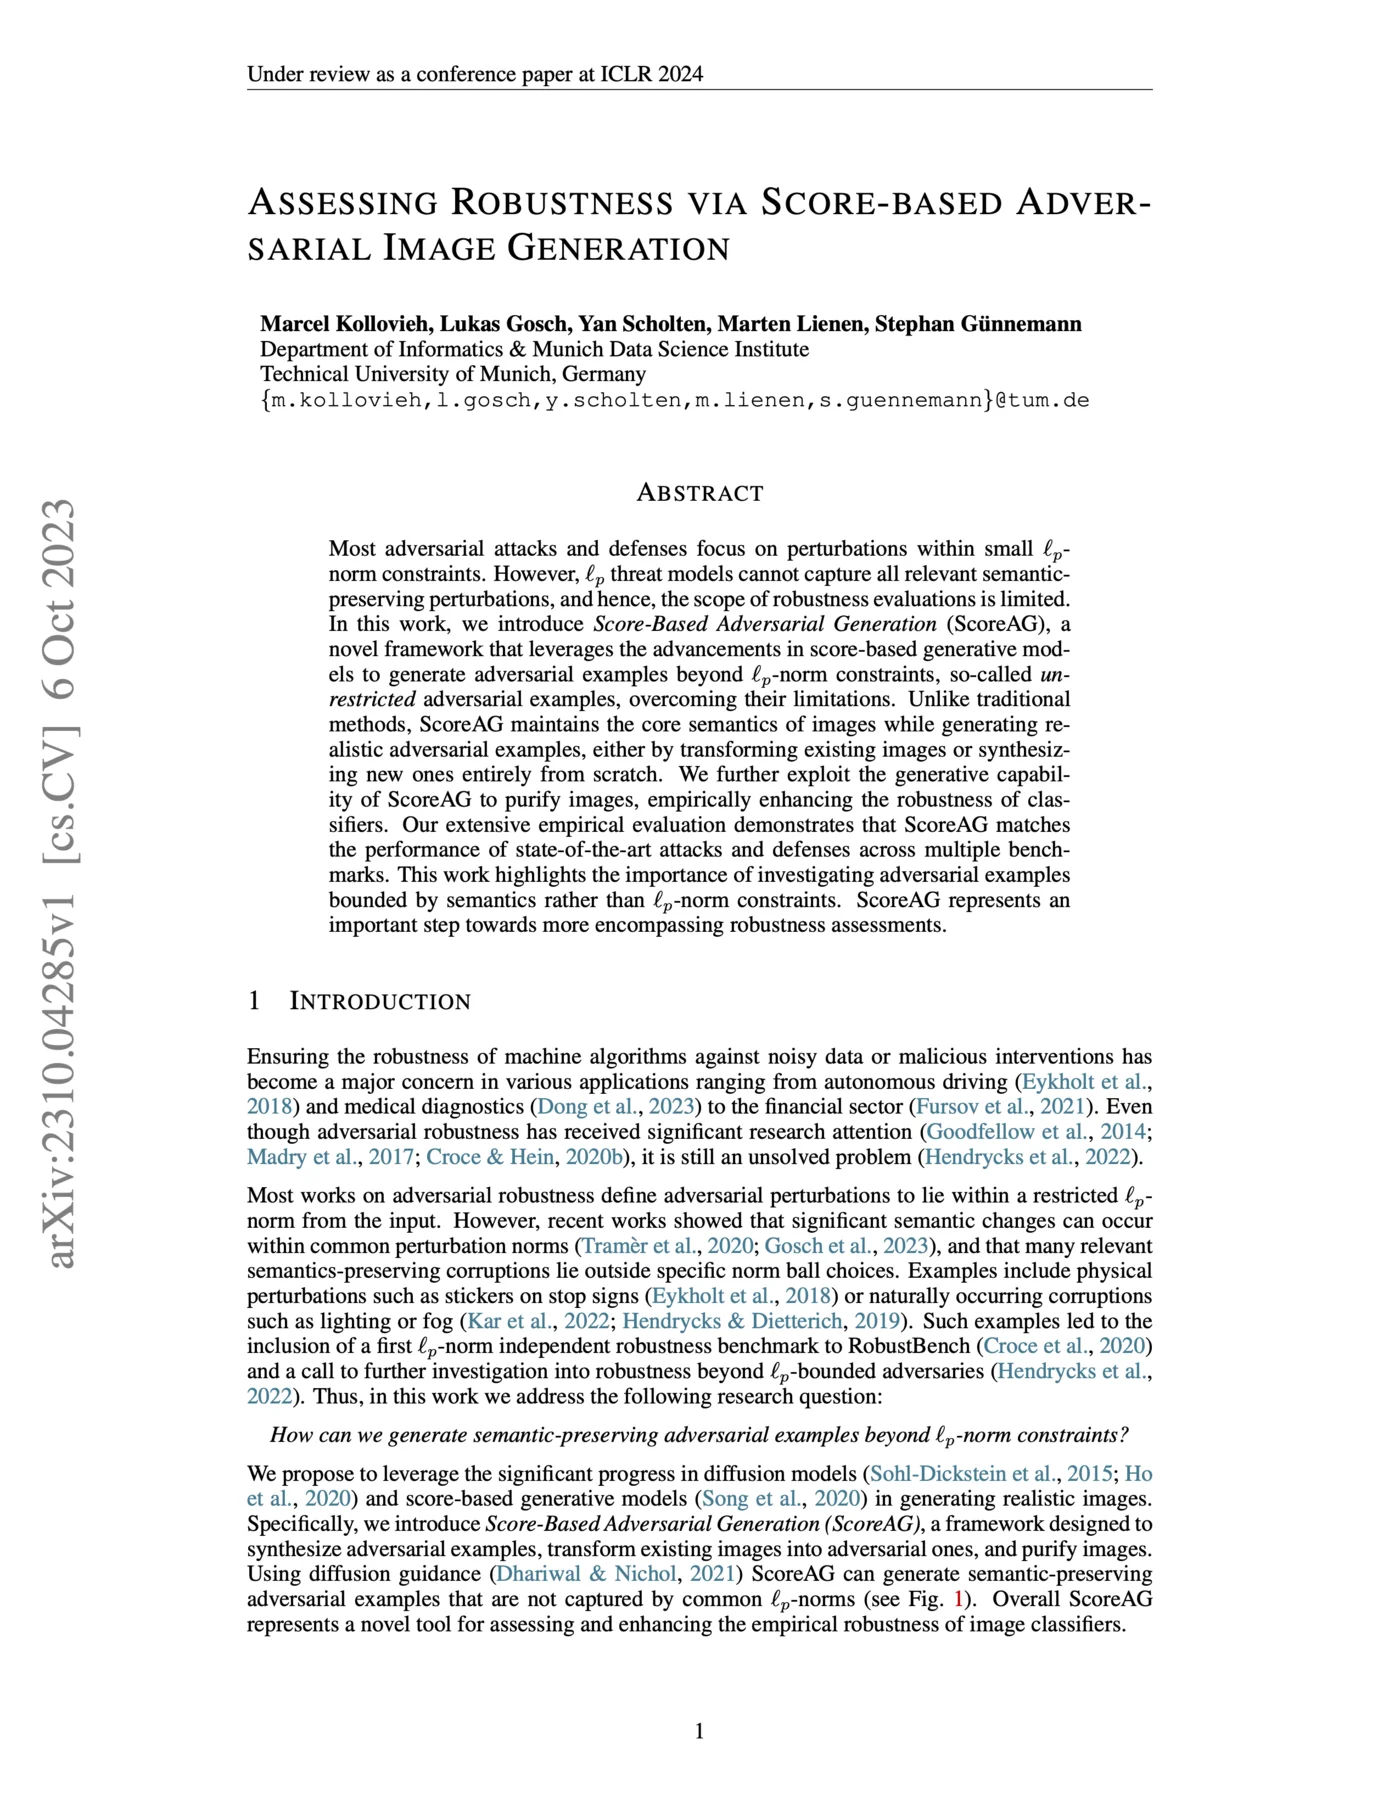 Under review as a conference paper at ICLR 2024
ASSESSING ROBUSTNESS VIA SCORE-BASED ADVER-
SARIAL IMAGE GENERATION
Marcel Kollovieh, Lukas Gosch, Yan Scholten, Marten Lienen, Stephan Günnemann
Department of Informatics & Munich Data Science Institute
Technical University of Munich, Germany
{m.kollovieh,l.gosch,y.scholten,m.lienen,s.guennemann}@tum.de
ABSTRACT
Most adversarial attacks and defenses focus on perturbations within small ℓp-
norm constraints. However, ℓp threat models cannot capture all relevant semantic-
preserving perturbations, and hence, the scope of robustness evaluations is limited.
In this work, we introduce Score-Based Adversarial Generation (ScoreAG), a
novel framework that leverages the advancements in score-based generative mod-
els to generate adversarial examples beyond ℓp-norm constraints, so-called un-
restricted adversarial examples, overcoming their limitations. Unlike traditional
methods, ScoreAG maintains the core semantics of images while generating re-
alistic adversarial examples, either by transforming existing images or synthesiz-
ing new ones entirely from scratch. We further exploit the generative capabil-
ity of ScoreAG to purify images, empirically enhancing the robustness of clas-
sifiers. Our extensive empirical evaluation demonstrates that ScoreAG matches
the performance of state-of-the-art attacks and defenses across multiple bench-
marks. This work highlights the importance of investigating adversarial examples
bounded by semantics rather than ℓp-norm constraints. ScoreAG represents an
important step towards more encompassing robustness assessments.
1 INTRODUCTION
Ensuring the robustness of machine algorithms against noisy data or malicious interventions has
become a major concern in various applications ranging from autonomous driving (Eykholt et al.,
2018) and medical diagnostics (Dong et al., 2023) to the financial sector (Fursov et al., 2021). Even
though adversarial robustness has received significant research attention (Goodfellow et al., 2014;
Madry et al., 2017; Croce & Hein, 2020b), it is still an unsolved problem (Hendrycks et al., 2022).
Most works on adversarial robustness define adversarial perturbations to lie within a restricted ℓp-
norm from the input. However, recent works showed that significant semantic changes can occur
within common perturbation norms (Tramèr et al., 2020; Gosch et al., 2023), and that many relevant
semantics-preserving corruptions lie outside specific norm ball choices. Examples include physical
perturbations such as stickers on stop signs (Eykholt et al., 2018) or naturally occurring corruptions
such as lighting or fog (Kar et al., 2022; Hendrycks & Dietterich, 2019). Such examples led to the
inclusion of a first ℓp-norm independent robustness benchmark to RobustBench (Croce et al., 2020)
and a call to further investigation into robustness beyond ℓp-bounded adversaries (Hendrycks et al.,
2022). Thus, in this work we address the following research question:
How can we generate semantic-preserving adversarial examples beyond ℓp-norm constraints?
We propose to leverage the significant progress in diffusion models (Sohl-Dickstein et al., 2015; Ho
et al., 2020) and score-based generative models (Song et al., 2020) in generating realistic images.
Specifically, we introduce Score-Based Adversarial Generation (ScoreAG), a framework designed to
synthesize adversarial examples, transform existing images into adversarial ones, and purify images.
Using diffusion guidance (Dhariwal & Nichol, 2021) ScoreAG can generate semantic-preserving
adversarial examples that are not captured by common ℓp-norms (see Fig. 1). Overall ScoreAG
represents a novel tool for assessing and enhancing the empirical robustness of image classifiers.
1
arXiv:2310.04285v1 [cs.CV] 6 Oct 2023